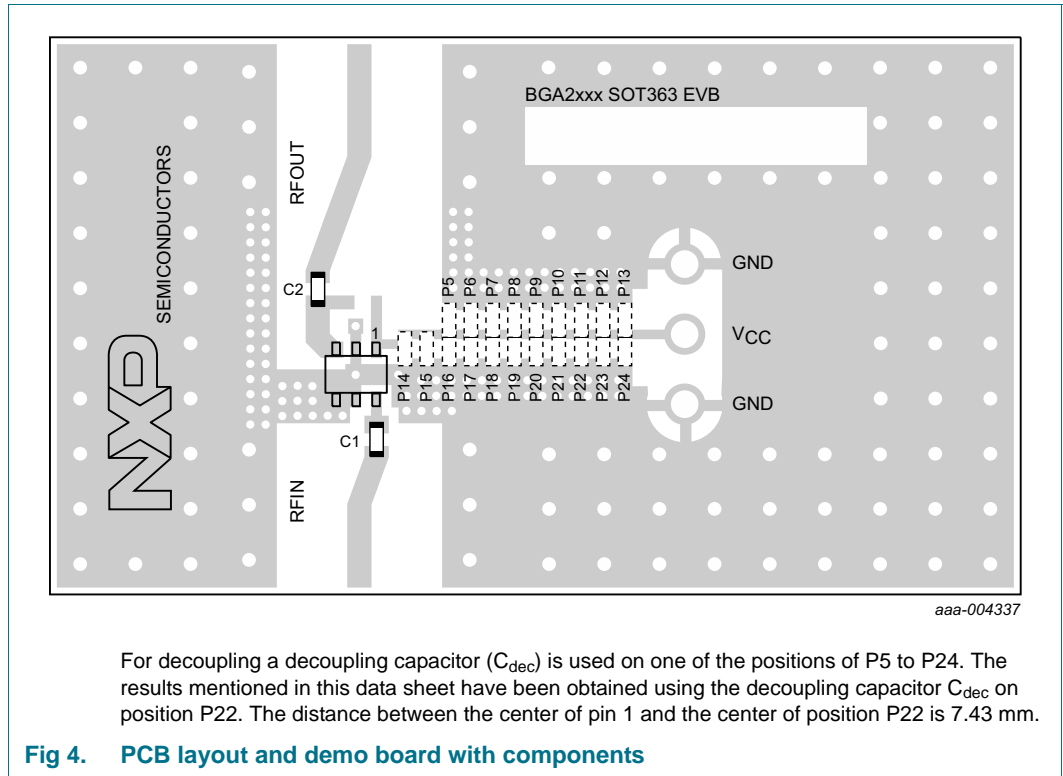 BGA2xxx SOT363 EVB
NXP
SEMICONDUCTORS
RFOUT
C2
1
P5 P6 P7 P8 P9 P10 P11 P12 P13
GND
VCC
P14 P15 P16 P17 P18 P19 P20 P21 P22 P23 P24
GND
C1
RFIN
aaa-004337
For decoupling a decoupling capacitor (Cdec) is used on one of the positions of P5 to P24. The
results mentioned in this data sheet have been obtained using the decoupling capacitor Cdec on
position P22. The distance between the center of pin 1 and the center of position P22 is 7.43 mm.
Fig 4. PCB layout and demo board with components